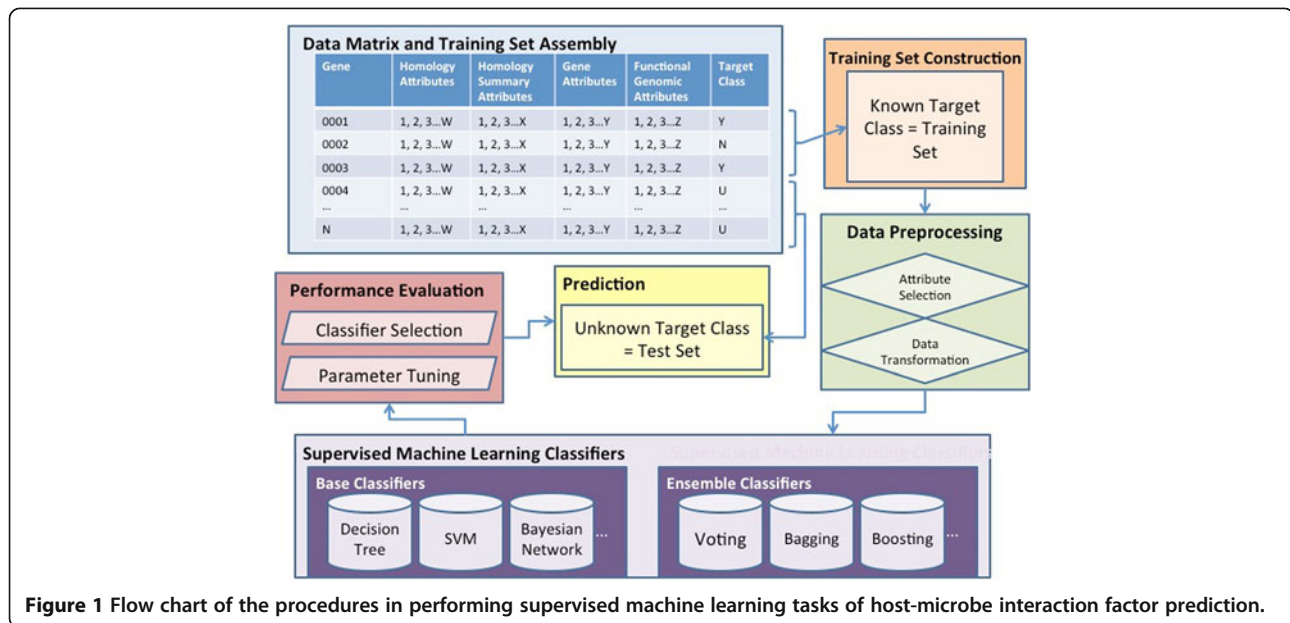 Data Matrix and Training Set Assembly
Gene Homology Attributes Homology Summary Attributes Gene Attributes Functional Genomic Attributes Target Class
0001 1, 2, 3...W 1, 2, 3...X 1, 2, 3...Y 1, 2, 3...Z Y
0002 1, 2, 3...W 1, 2, 3...X 1, 2, 3...Y 1, 2, 3...Z N
0003 1, 2, 3...W 1, 2, 3...X 1, 2, 3...Y 1, 2, 3...Z Y
0004 1, 2, 3...W 1, 2, 3...X 1, 2, 3...Y 1, 2, 3...Z U
... ... ... ... ... ...
N 1, 2, 3...W 1, 2, 3...X 1, 2, 3...Y 1, 2, 3...Z U
Training Set Construction
Known Target
Class = Training
Set
Data Preprocessing
Attribute
Selection
Data
Transformation
Performance Evaluation
Classifier Selection
Parameter Tuning
Prediction
Unknown Target Class
= Test Set
Supervised Machine Learning Classifiers
Supervised Machine Learning Classifiers
Base Classifiers
Decision
Tree
SVM
Bayesian
Network
...
Ensemble Classifiers
Voting
Bagging
Boosting
...
Figure 1 Flow chart of the procedures in performing supervised machine learning tasks of host-microbe interaction factor prediction.